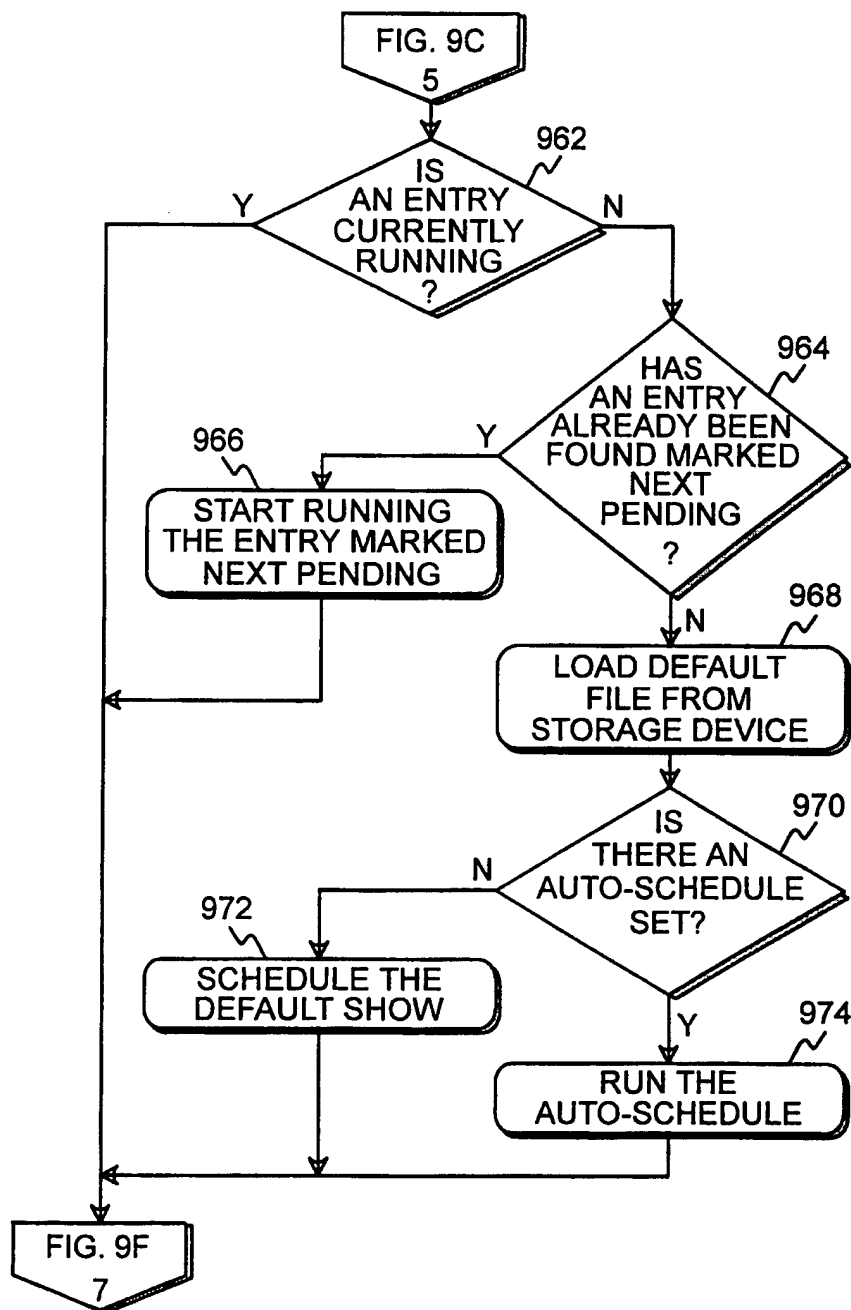 FIG. 9C
5
962
IS
AN ENTRY
CURRENTLY
RUNNING
?
Y
N
964
HAS
AN ENTRY
ALREADY BEEN
FOUND MARKED
NEXT
PENDING
?
Y
966
START RUNNING
THE ENTRY MARKED
NEXT PENDING
N
968
LOAD DEFAULT
FILE FROM
STORAGE DEVICE
970
IS
THERE AN
AUTO-SCHEDULE
SET?
N
972
SCHEDULE THE
DEFAULT SHOW
Y
974
RUN THE
AUTO-SCHEDULE
FIG. 9F
7